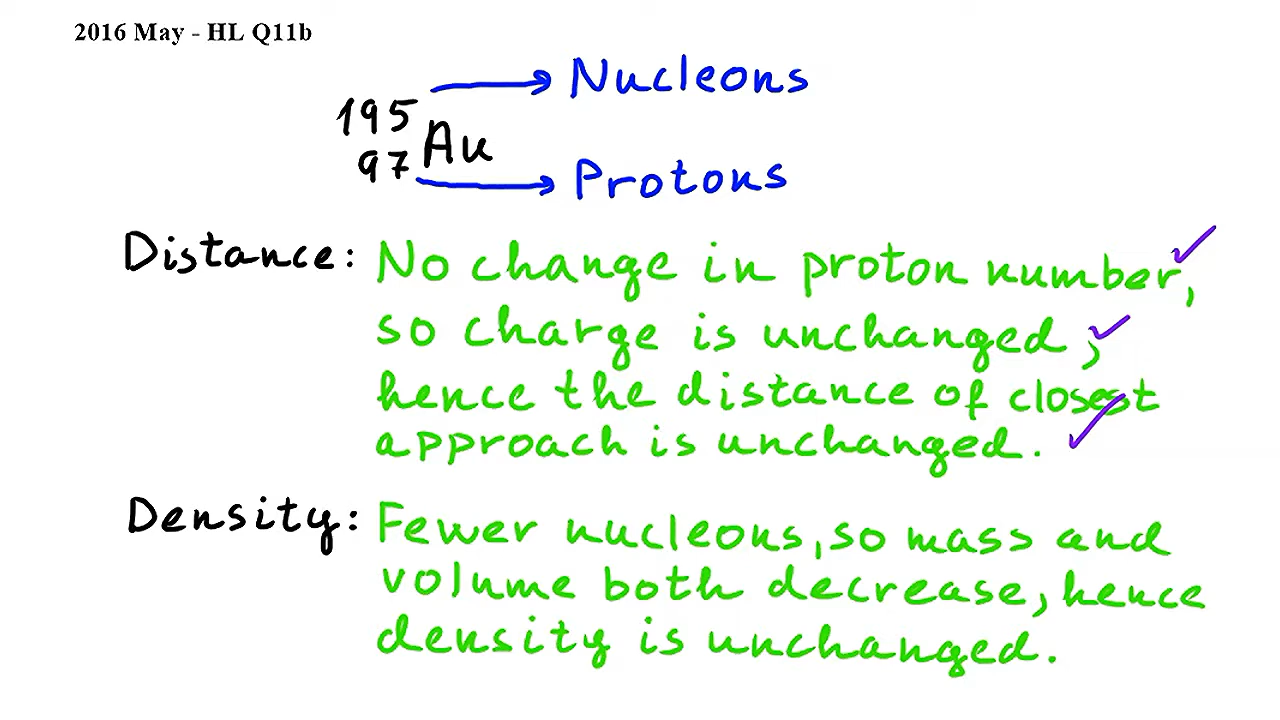 2016 May - HL Q11b
Nucleons
195
97 Au
Protons
Distance: No change in proton number,
so charge is unchanged,
hence the distance of closest
approach is unchanged.
Density: Fewer nucleons, so mass and
volume both decrease, hence
density is unchanged.